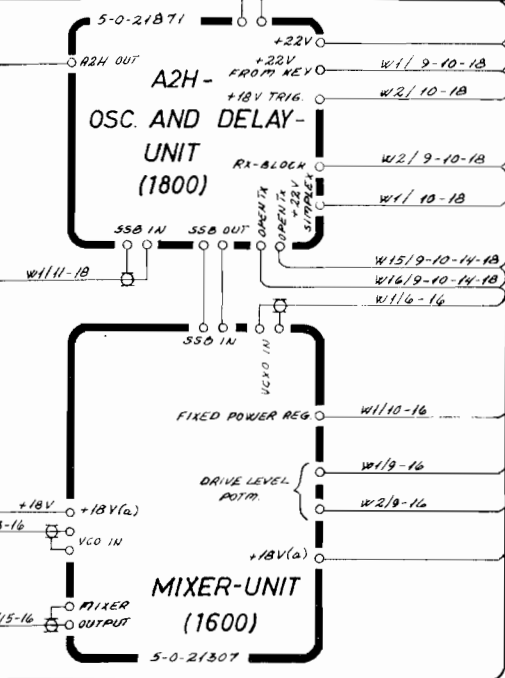 5-0-21871
+22V
A2H OUT
+22V
FROM KEY
W1/9-10-18
A2H-
OSC. AND DELAY-
UNIT
(1800)
+18V TRIG.
W2/10-18
RX-BLOCK
W2/9-10-18
W1/10-18
OPEN TX
OPEN TX
+22V
SIMPLEX
SSB IN
SSB OUT
W1/11-18
W15/9-10-14-18
W16/9-10-14-18
W1/6-16
SSB IN
VCXO IN
FIXED POWER REG.
W1/10-16
DRIVE LEVEL
POTM.
W1/9-16
W2/9-16
+18V
+18V(a)
-16
VCO IN
+18V(a)
MIXER-UNIT
(1600)
MIXER
OUTPUT
15-16
5-0-21307